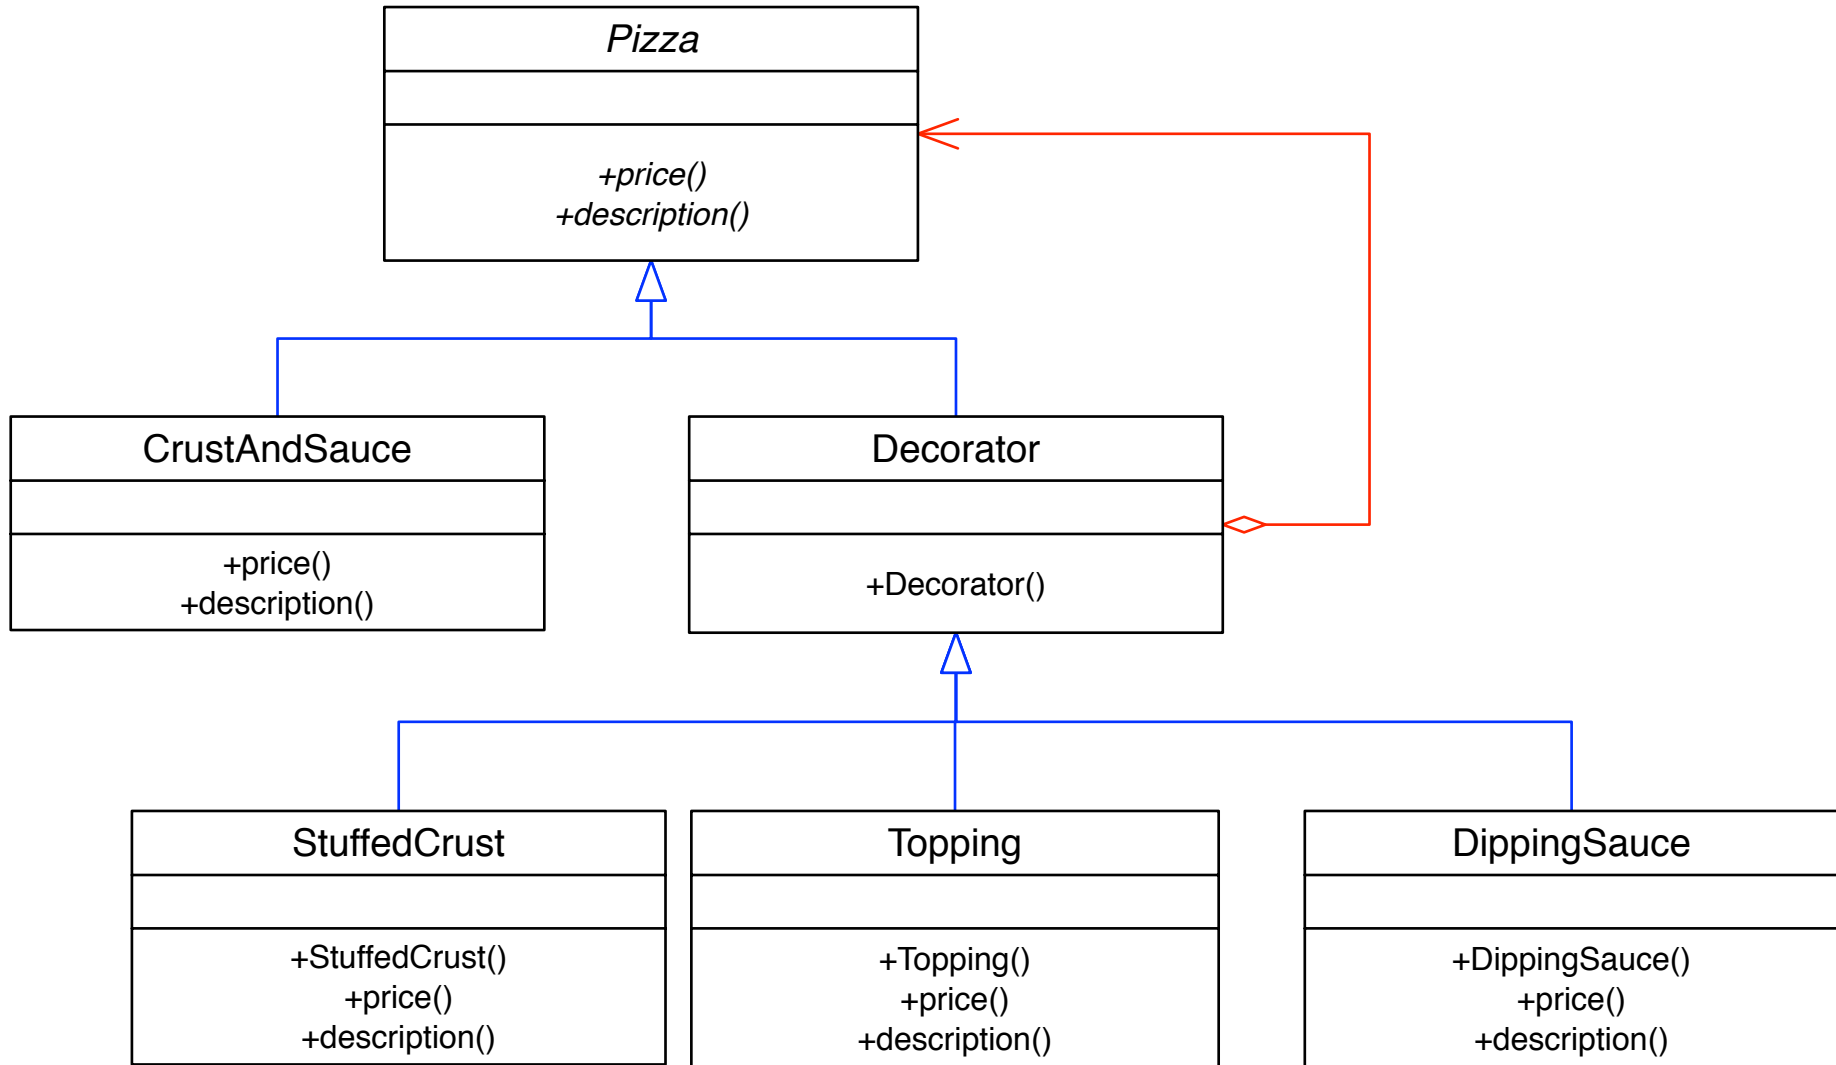 Pizza
+price()
+description()
CrustAndSauce
+price()
+description()
Decorator
+Decorator()
StuffedCrust
+StuffedCrust()
+price()
+description()
Topping
+Topping()
+price()
+description()
DippingSauce
+DippingSauce()
+price()
+description()